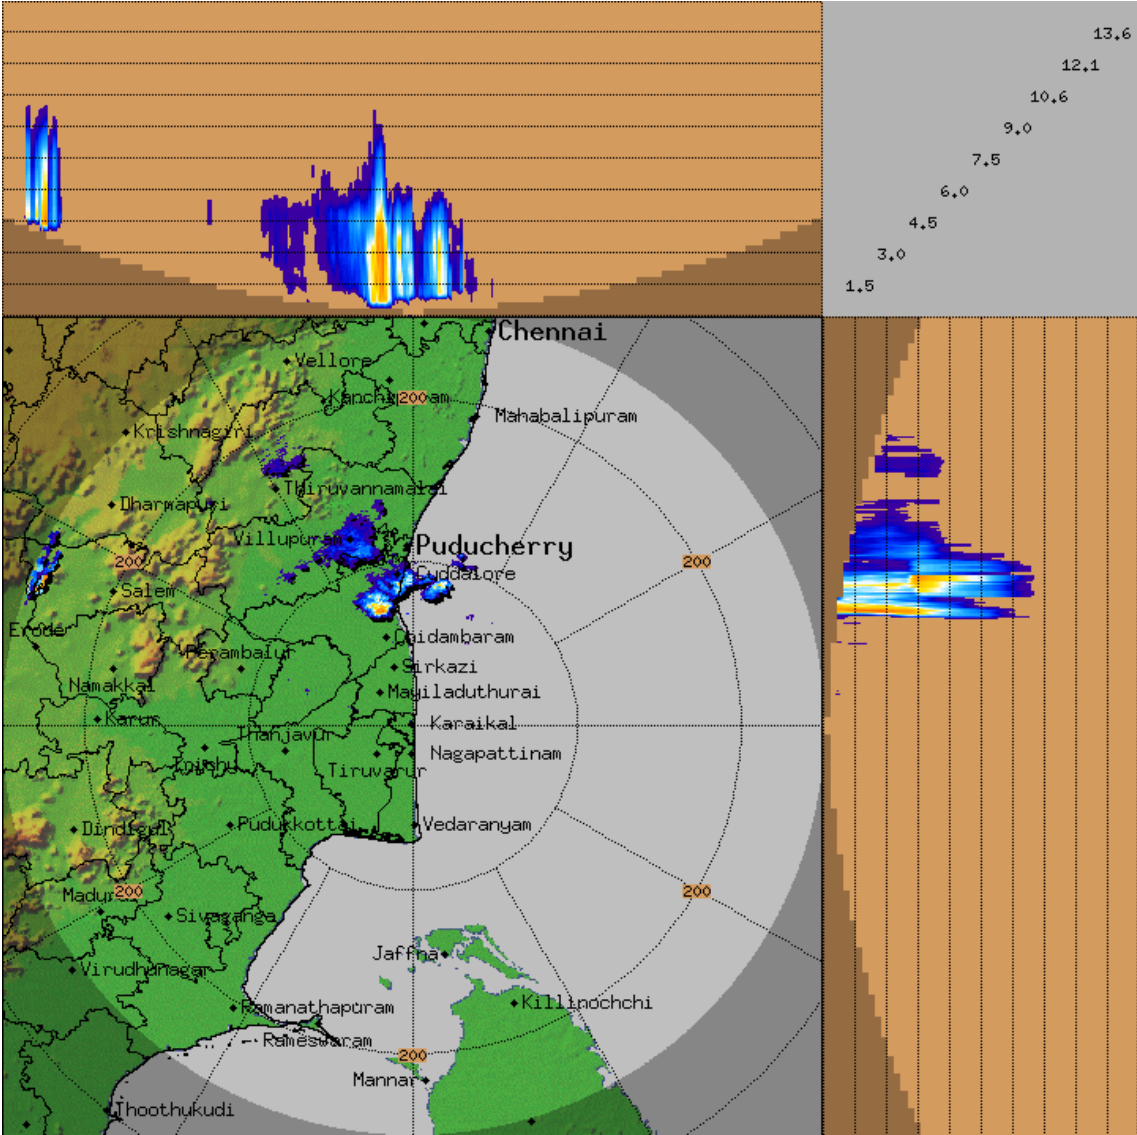 13.6
12.1
10.6
9.0
7.5
6.0
4.5
3.0
1.5
Chennai
Vellore
200
Mahabalipuram
Krishnagiri
Thiruvannamalai
Dharmapuri
Villupuram
Puducherry
200
200
Cuddalore
Salem
Erode
Chidambaram
Perambalur
Sirkazi
Namakkal
Mayiladuthurai
Karur
Karaikal
Thanjavur
Nagapattinam
Tiruvarur
Pudukkottai
Vedaranyam
Dindigul
200
200
Sivaganga
Jaffna
Virudhunagar
Ramanathapuram
Killinochchi
Rameswaram
200
Mannar
Thoothukudi